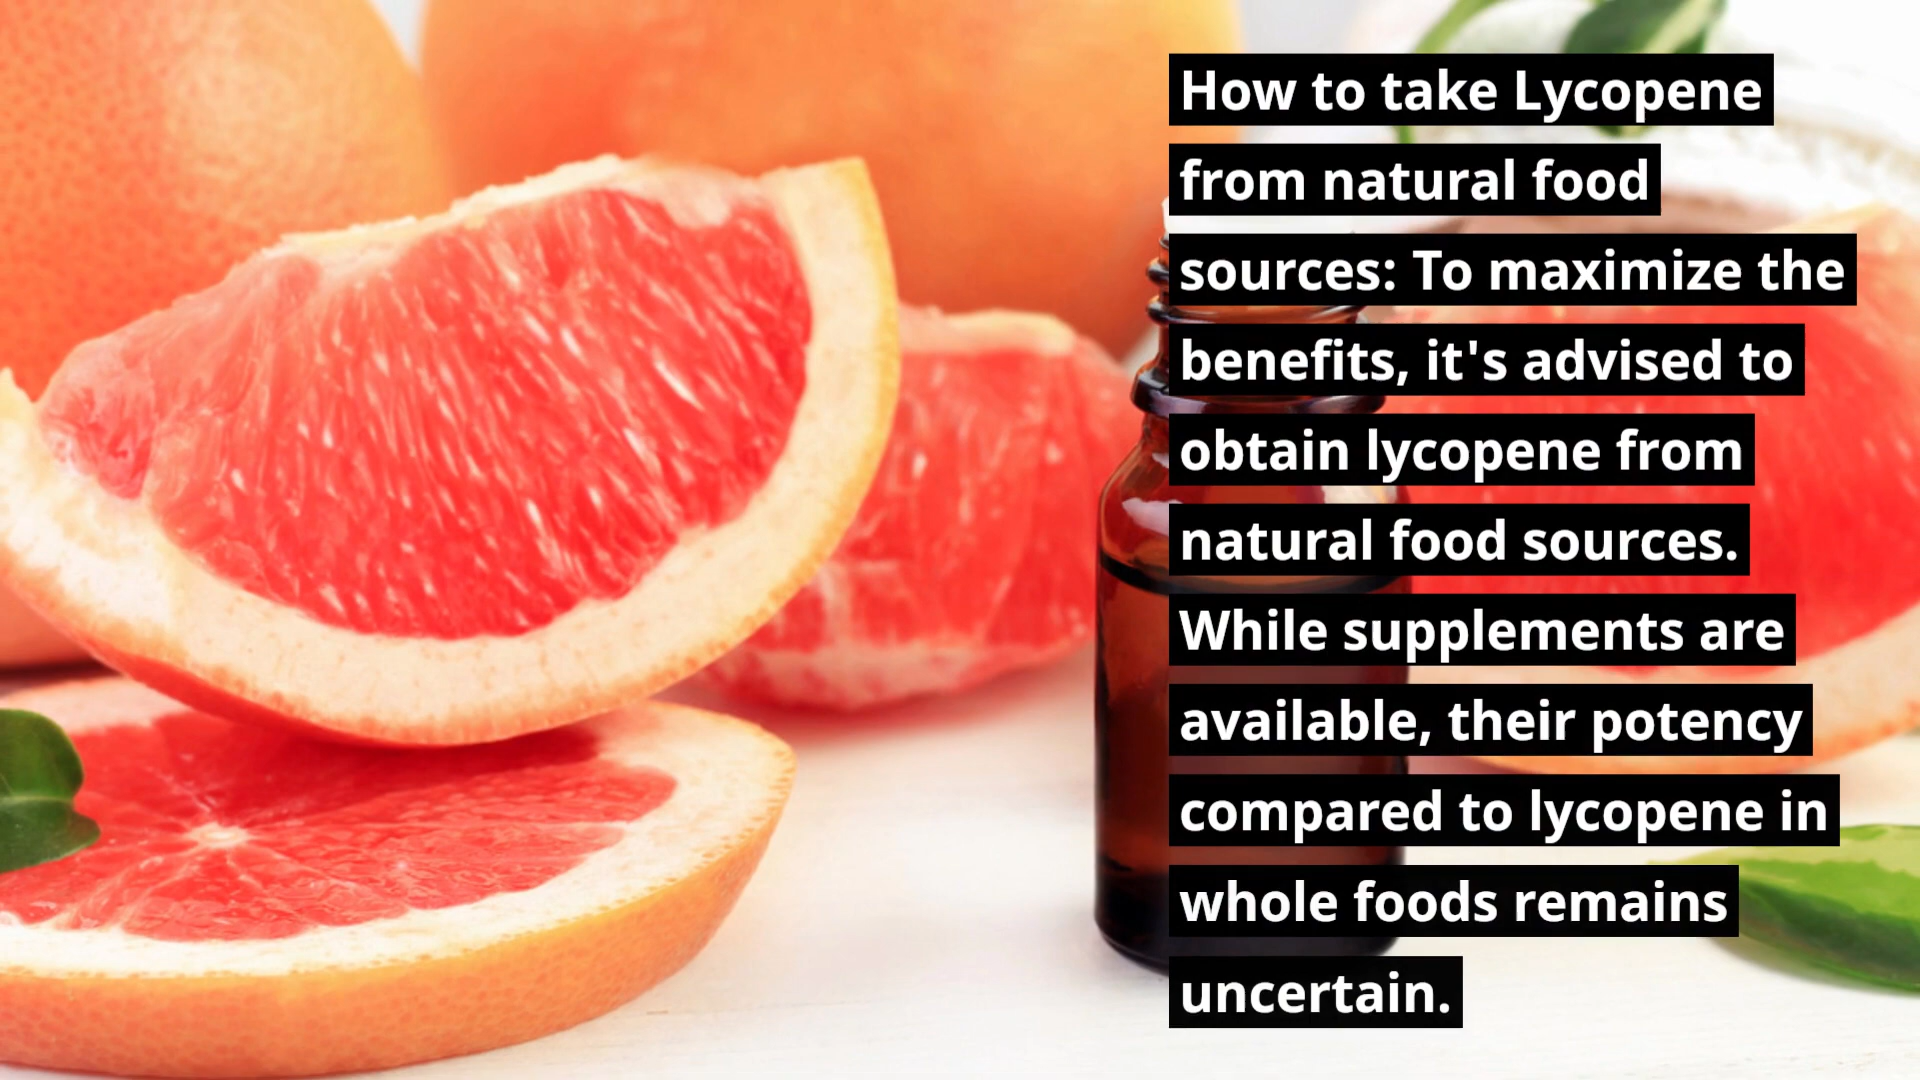 How to take Lycopene
from natural food
sources: To maximize the
benefits, it's advised to
obtain lycopene from
natural food sources.
While supplements are
available, their potency
compared to lycopene in
whole foods remains
uncertain.